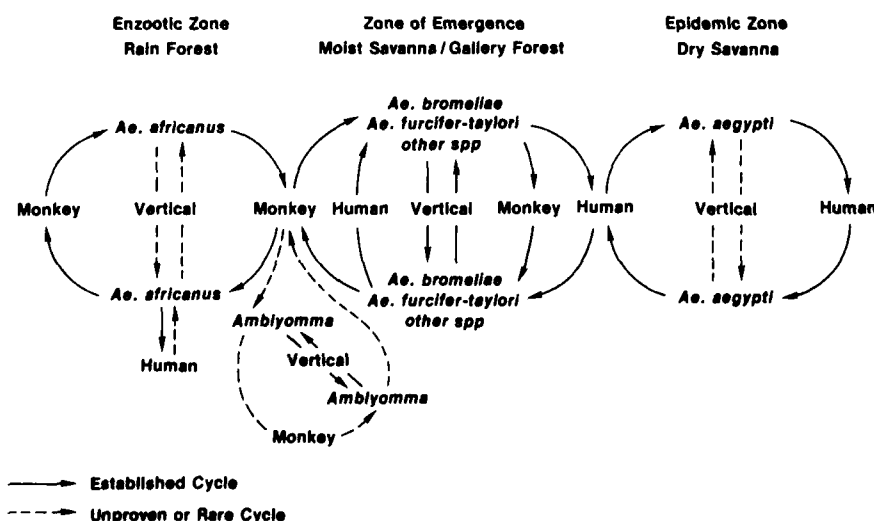 Enzootic Zone
Rain Forest
Zone of Emergence
Moist Savanna / Gallery Forest
Epidemic Zone
Dry Savanna
Ae. africanus
Ae. bromeliae
Ae. furcifer-taylori
other spp
Ae. aegypti
Monkey
Vertical
Monkey
Human
Vertical
Monkey
Human
Vertical
Human
Ae. africanus
Ae. bromeliae
Ae. furcifer-taylori
other spp
Ae. aegypti
Amblyomma
Human
Vertical
Amblyomma
Monkey
Established Cycle
Unproven or Rare Cycle